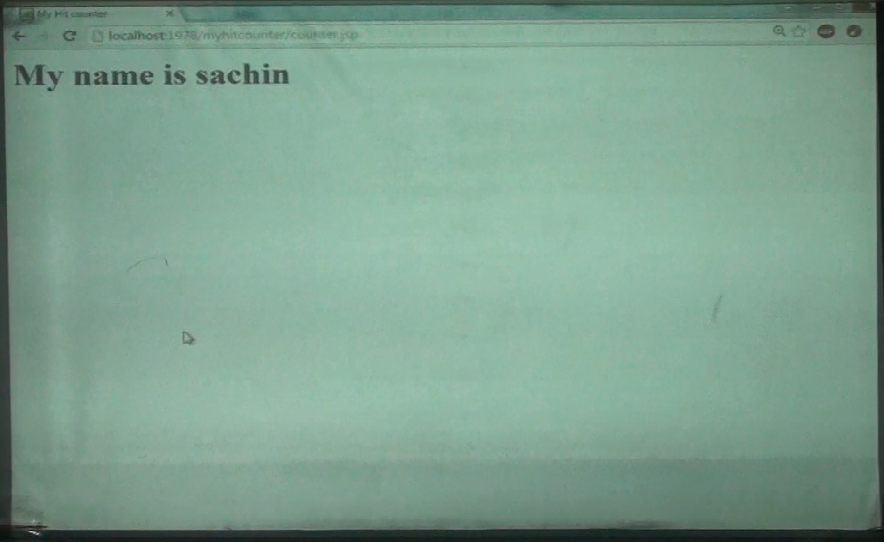 My Hit counter
localhost:1978/myhitcounter/counter.jsp
My name is sachin